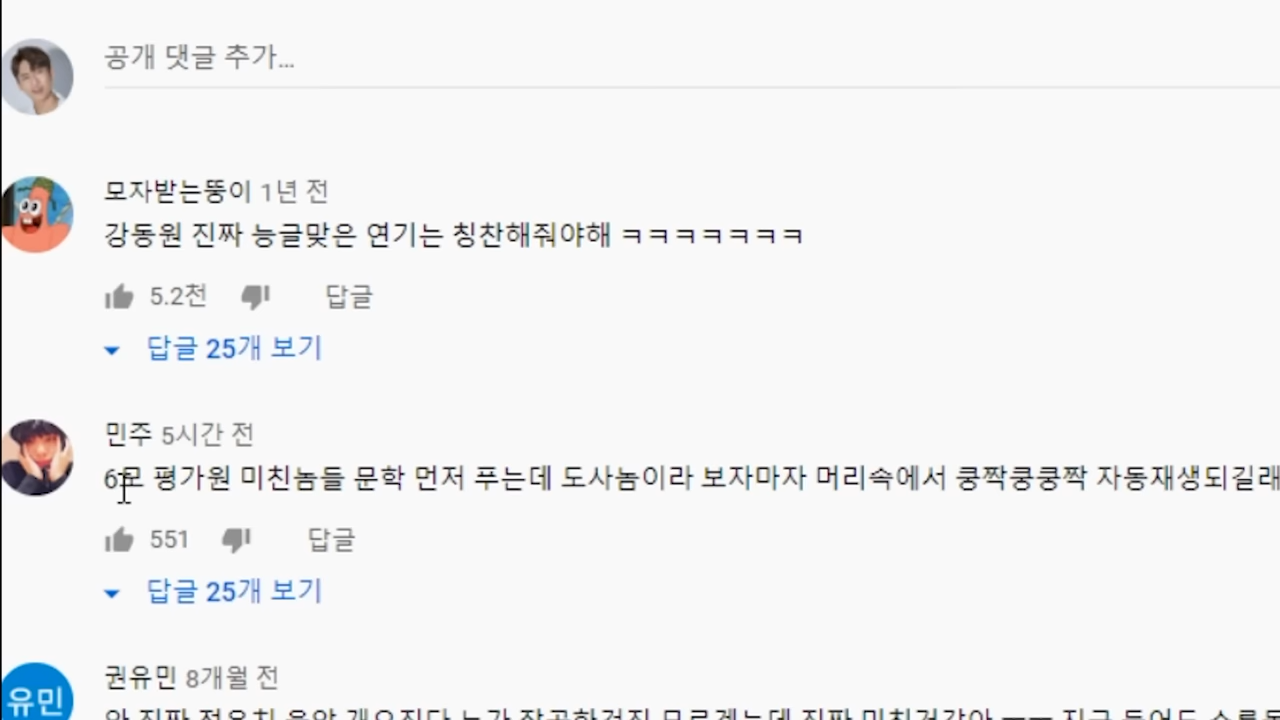 공개 댓글 추가...
모자받는뚱이 1년 전
강동원 진짜 능글맞은 연기는 칭찬해줘야해 ㅋㅋㅋㅋㅋㅋㅋ
5.2천 답글
답글 25개 보기
민주 5시간 전
6모 평가원 미친놈들 문학 먼저 푸는데 도사놈이라 보자마자 머리속에서 쿵짝쿵쿵짝 자동재생되길래
551 답글
답글 25개 보기
권유민 8개월 전
유민